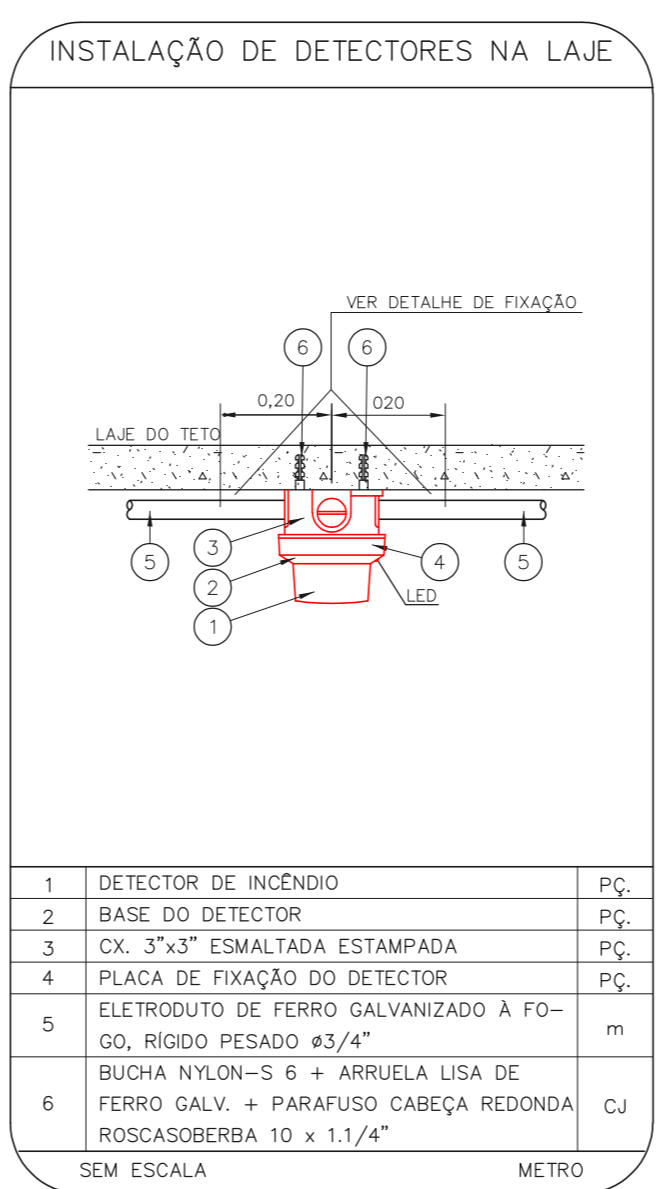 INSTALAÇÃO DE DETECTORES NA LAJE
VER DETALHE DE FIXAÇÃO
6 6
0,20 020
LAJE DO TETO
5 3 4 5
2 LED
1
1 DETECTOR DE INCÊNDIO PÇ.
2 BASE DO DETECTOR PÇ.
3 CX. 3"x3" ESMALTADA ESTAMPADA PÇ.
4 PLACA DE FIXAÇÃO DO DETECTOR PÇ.
ELETRODUTO DE FERRO GALVANIZADO À FO-
5 m
GO, RÍGIDO PESADO ø3/4"
BUCHA NYLON-S 6 + ARRUELA LISA DE
6 FERRO GALV. + PARAFUSO CABEÇA REDONDA CJ
ROSCASOBERBA 10 x 1.1/4"
SEM ESCALA METRO